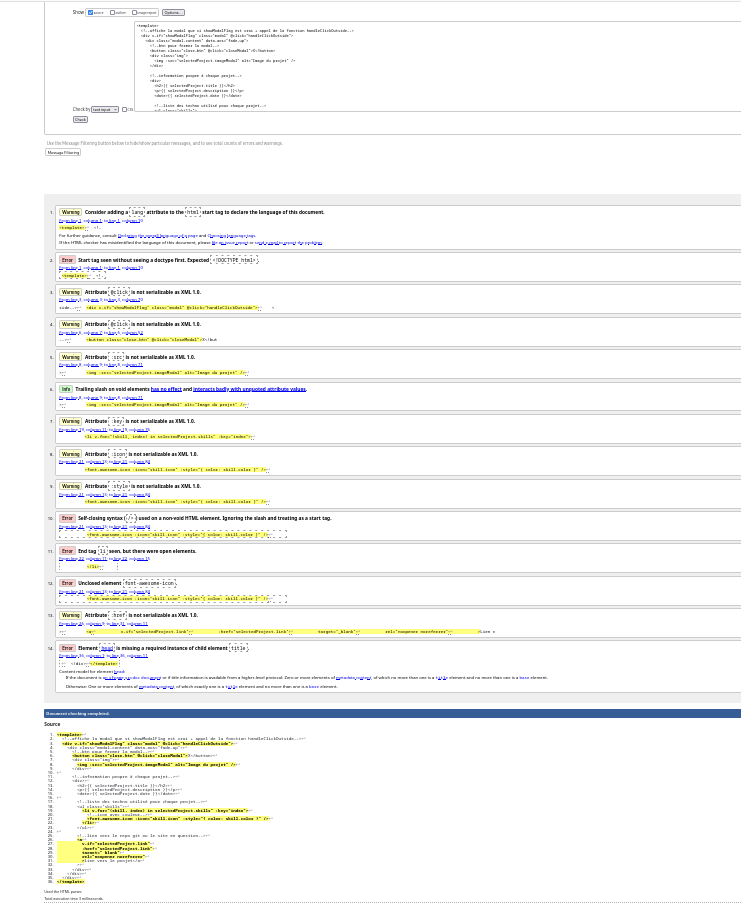 Show source outline image report Options...
<template>
<!--affiche la modal que si showModalFlag est vrai + appel de la fonction handleClickOutside-->
<div v-if="showModalFlag" class="modal" @click="handleClickOutside">
<div class="modal-content" data-aos="fade-up">
<!--btn pour fermer la modal-->
<button class="close-btn" @click="closeModal">X</button>
<div class="img">
<img :src="selectedProject.imageModal" alt="Image du projet" />
</div>
<!--information propre à chaque projet-->
<div>
<h2>{{ selectedProject.title }}</h2>
<p>{{ selectedProject.description }}</p>
<date>{{ selectedProject.date }}</date>
<!--liste des techno utilisé pour chaque projet-->
Check by text input css
Check
Use the Message Filtering button below to hide/show particular messages, and to see total counts of errors and warnings.
Message Filtering
1. Warning Consider adding a lang attribute to the html start tag to declare the language of this document.
From line 1, column 1; to line 1, column 10
<template>↩ <!-
For further guidance, consult Declaring the overall language of a page and Choosing language tags.
If the HTML checker has misidentified the language of this document, please file an issue report or send e-mail to report the problem.
2. Error Start tag seen without seeing a doctype first. Expected <!DOCTYPE html>.
From line 1, column 1; to line 1, column 10
<template>↩ <!-
3. Warning Attribute @click is not serializable as XML 1.0.
side-->↩ <div v-if="showModalFlag" class="modal" @click="handleClickOutside">↩ <
4. Warning Attribute @click is not serializable as XML 1.0.
-->↩ <button class="close-btn" @click="closeModal">X</but
5. Warning Attribute :src is not serializable as XML 1.0.
<img :src="selectedProject.imageModal" alt="Image du projet" />↩
6. Info Trailing slash on void elements has no effect and interacts badly with unquoted attribute values.
<img :src="selectedProject.imageModal" alt="Image du projet" />↩
7. Warning Attribute :key is not serializable as XML 1.0.
<li v-for="(skill, index) in selectedProject.skills" :key="index">↩
8. Warning Attribute :icon is not serializable as XML 1.0.
<font-awesome-icon :icon="skill.icon" :style="{ color: skill.color }" />↩
9. Warning Attribute :style is not serializable as XML 1.0.
<font-awesome-icon :icon="skill.icon" :style="{ color: skill.color }" />↩
10. Error Self-closing syntax (/>) used on a non-void HTML element. Ignoring the slash and treating as a start tag.
<font-awesome-icon :icon="skill.icon" :style="{ color: skill.color }" />↩
11. Error End tag li seen, but there were open elements.
</li>↩
12. Error Unclosed element font-awesome-icon.
<font-awesome-icon :icon="skill.icon" :style="{ color: skill.color }" />↩
13. Warning Attribute :href is not serializable as XML 1.0.
<a↩ v-if="selectedProject.link"↩ :href="selectedProject.link"↩ target="_blank"↩ rel="noopener noreferrer"↩ >Lien v
14. Error Element head is missing a required instance of child element title.
</div>↩</template>
Content model for element head:
If the document is an iframe srcdoc document or if title information is available from a higher-level protocol: Zero or more elements of metadata content, of which no more than one is a title element and no more than one is a base element.
Otherwise: One or more elements of metadata content, of which exactly one is a title element and no more than one is a base element.
Document checking completed.
Source
1. <template>↩
2. <!--affiche la modal que si showModalFlag est vrai + appel de la fonction handleClickOutside-->↩
3. <div v-if="showModalFlag" class="modal" @click="handleClickOutside">↩
4. <div class="modal-content" data-aos="fade-up">↩
5. <!--btn pour fermer la modal-->↩
6. <button class="close-btn" @click="closeModal">X</button>↩
7. <div class="img">↩
8. <img :src="selectedProject.imageModal" alt="Image du projet" />↩
9. </div>↩
10. ↩
11. <!--information propre à chaque projet-->↩
12. <div>↩
13. <h2>{{ selectedProject.title }}</h2>↩
14. <p>{{ selectedProject.description }}</p>↩
15. <date>{{ selectedProject.date }}</date>↩
16. ↩
17. <!--liste des techno utilisé pour chaque projet-->↩
18. <ul class="skills">↩
19. <li v-for="(skill, index) in selectedProject.skills" :key="index">↩
20. <!--icon avec couleur-->↩
21. <font-awesome-icon :icon="skill.icon" :style="{ color: skill.color }" />↩
22. </li>↩
23. </ul>↩
24. ↩
25. <!--lien vers le repo git ou le site en question-->↩
26. <a↩
27. v-if="selectedProject.link"↩
28. :href="selectedProject.link"↩
29. target="_blank"↩
30. rel="noopener noreferrer"↩
31. >Lien vers le projet</a>↩
32. >↩
33. </div>↩
34. </div>↩
35. </div>↩
36. </template>
Used the HTML parser.
Total execution time 3 milliseconds.